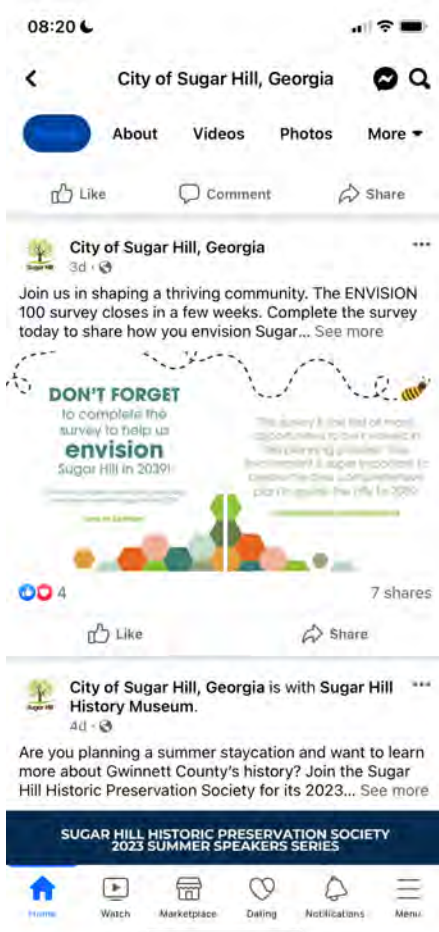 08:20
City of Sugar Hill, Georgia
About Videos Photos More
Like Comment Share
City of Sugar Hill, Georgia
3d
Join us in shaping a thriving community. The ENVISION
100 survey closes in a few weeks. Complete the survey
today to share how you envision Sugar... See more
DON'T FORGET
to complete the
survey to help us
envision
Sugar Hill in 2039!
4
7 shares
Like Share
City of Sugar Hill, Georgia is with Sugar Hill
History Museum.
4d
Are you planning a summer staycation and want to learn
more about Gwinnett County's history? Join the Sugar
Hill Historic Preservation Society for its 2023... See more
SUGAR HILL HISTORIC PRESERVATION SOCIETY
2023 SUMMER SPEAKERS SERIES
Home Watch Marketplace Dating Notifications Menu